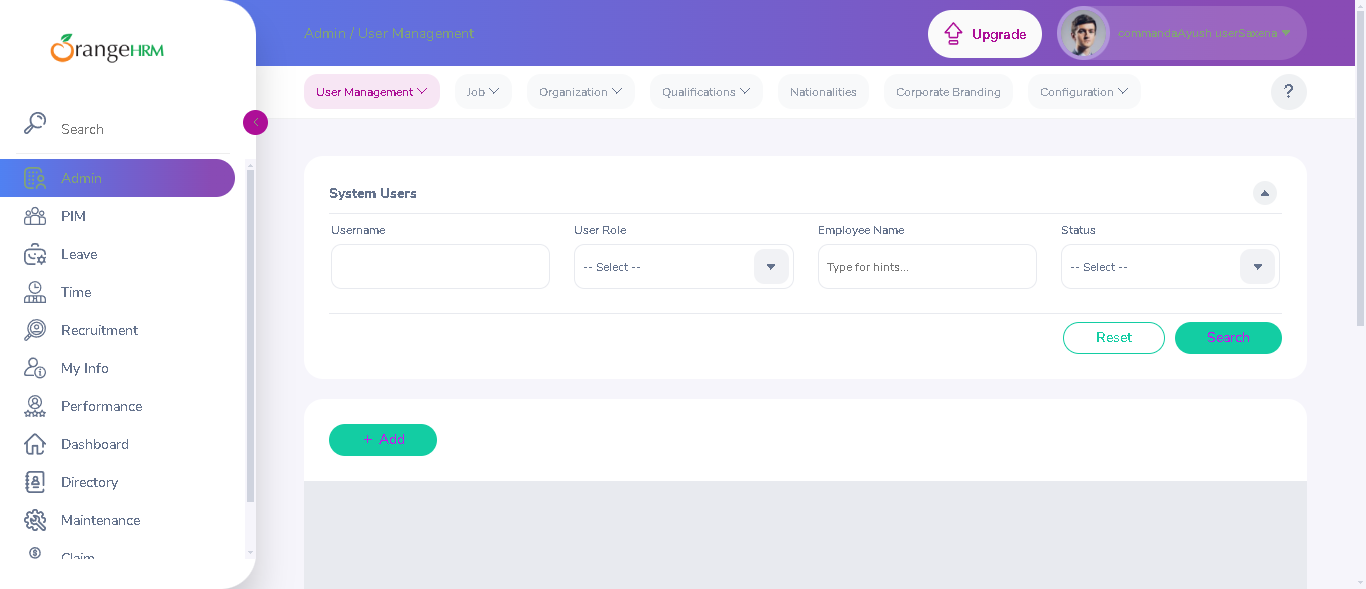 OrangeHRM
Search
Admin
PIM
Leave
Time
Recruitment
My Info
Performance
Dashboard
Directory
Maintenance
Claim
Admin / User Management
Upgrade
commandaAyush userSaxena
User Management
Job
Organization
Qualifications
Nationalities
Corporate Branding
Configuration
?
System Users
Username
User Role
Employee Name
Status
-- Select --
Type for hints...
-- Select --
Reset
Search
+ Add